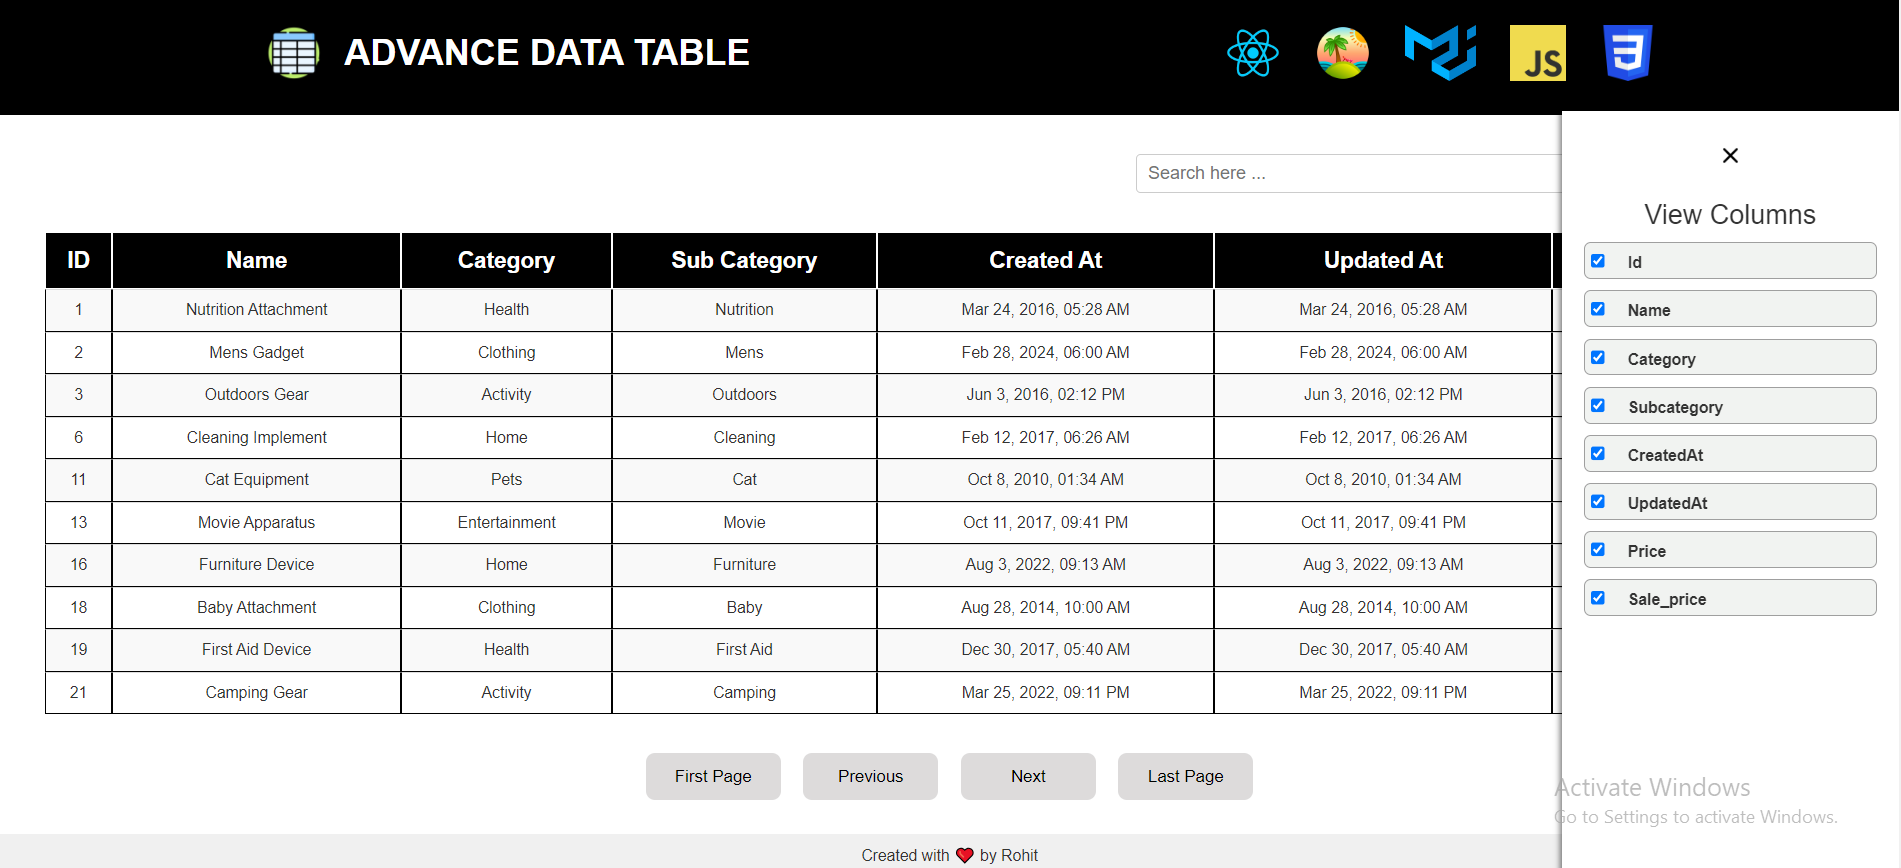 ADVANCE DATA TABLE
JS
Search here ...
ID Name Category Sub Category Created At Updated At
1 Nutrition Attachment Health Nutrition Mar 24, 2016, 05:28 AM Mar 24, 2016, 05:28 AM
2 Mens Gadget Clothing Mens Feb 28, 2024, 06:00 AM Feb 28, 2024, 06:00 AM
3 Outdoors Gear Activity Outdoors Jun 3, 2016, 02:12 PM Jun 3, 2016, 02:12 PM
6 Cleaning Implement Home Cleaning Feb 12, 2017, 06:26 AM Feb 12, 2017, 06:26 AM
11 Cat Equipment Pets Cat Oct 8, 2010, 01:34 AM Oct 8, 2010, 01:34 AM
13 Movie Apparatus Entertainment Movie Oct 11, 2017, 09:41 PM Oct 11, 2017, 09:41 PM
16 Furniture Device Home Furniture Aug 3, 2022, 09:13 AM Aug 3, 2022, 09:13 AM
18 Baby Attachment Clothing Baby Aug 28, 2014, 10:00 AM Aug 28, 2014, 10:00 AM
19 First Aid Device Health First Aid Dec 30, 2017, 05:40 AM Dec 30, 2017, 05:40 AM
21 Camping Gear Activity Camping Mar 25, 2022, 09:11 PM Mar 25, 2022, 09:11 PM
First Page Previous Next Last Page
Created with ❤ by Rohit
View Columns
Id
Name
Category
Subcategory
CreatedAt
UpdatedAt
Price
Sale_price
Activate Windows
Go to Settings to activate Windows.